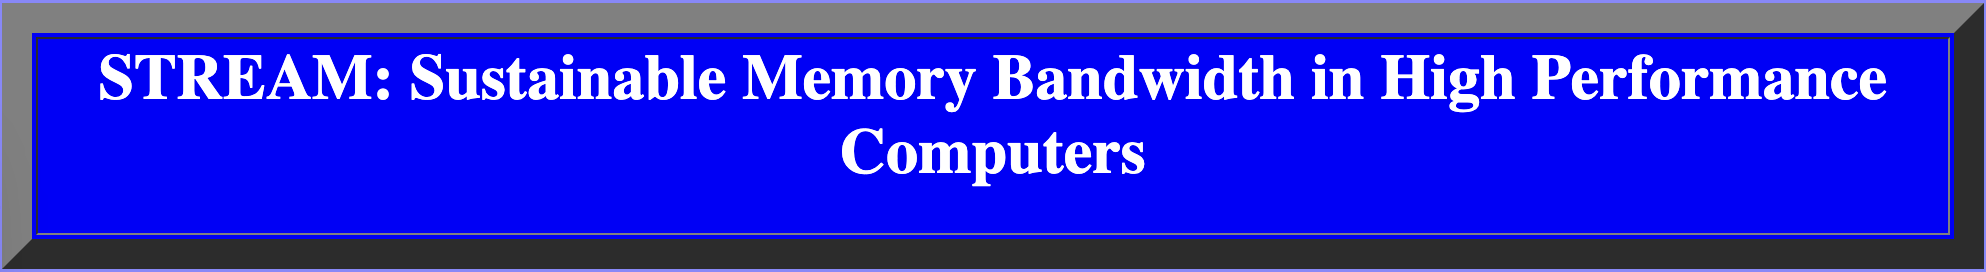 STREAM: Sustainable Memory Bandwidth in High Performance
Computers